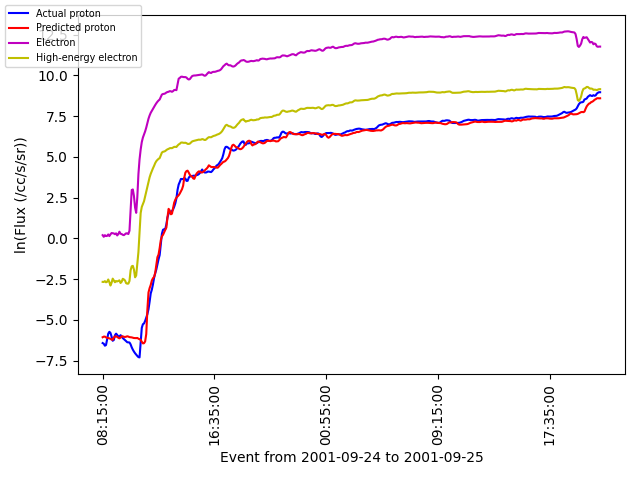 Actual proton
Predicted proton
Electron
High-energy electron
12.5
10.0
7.5
5.0
2.5
0.0
−2.5
−5.0
−7.5
ln(Flux (/cc/s/sr))
08:15:00
16:35:00
00:55:00
09:15:00
17:35:00
Event from 2001-09-24 to 2001-09-25